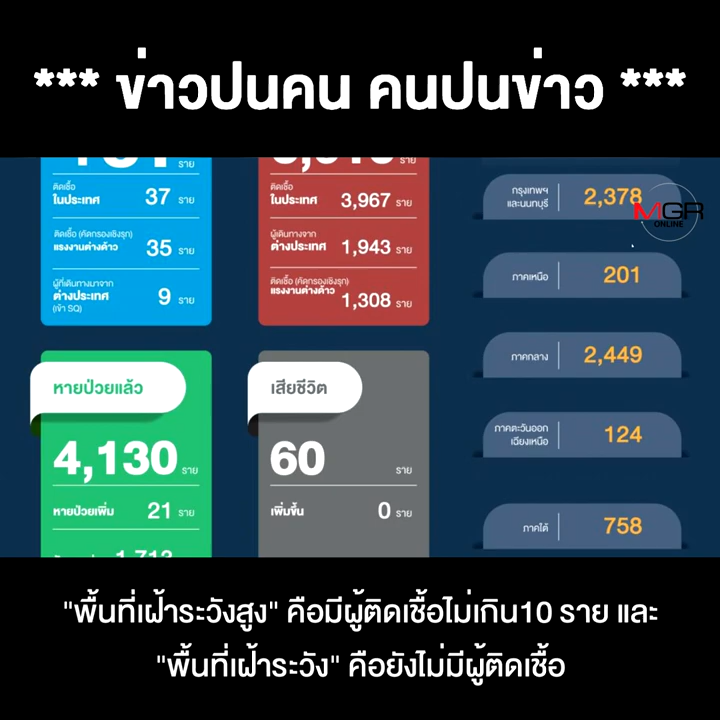 *** ข่าวปนคน คนปนข่าว ***
ราย
ติดเชื้อ
ในประเทศ 37 ราย
ติดเชื้อ (คัดกรองเชิงรุก)
แรงงานต่างด้าว 35 ราย
ผู้ที่เดินทางมาจาก
ต่างประเทศ 9 ราย
(เข้า SQ)
ราย
ติดเชื้อ
ในประเทศ 3,967 ราย
ผู้เดินทางจาก
ต่างประเทศ 1,943 ราย
ติดเชื้อ (คัดกรองเชิงรุก)
แรงงานต่างด้าว 1,308 ราย
กรุงเทพฯ
และนนทบุรี 2,378
MGR
ONLINE
ภาคเหนือ 201
ภาคกลาง 2,449
ภาคตะวันออก
เฉียงเหนือ 124
ภาคใต้ 758
หายป่วยแล้ว
4,130 ราย
หายป่วยเพิ่ม 21 ราย
เสียชีวิต
60 ราย
เพิ่มขึ้น 0 ราย
"พื้นที่เฝ้าระวังสูง" คือมีผู้ติดเชื้อไม่เกิน10 ราย และ
"พื้นที่เฝ้าระวัง" คือยังไม่มีผู้ติดเชื้อ